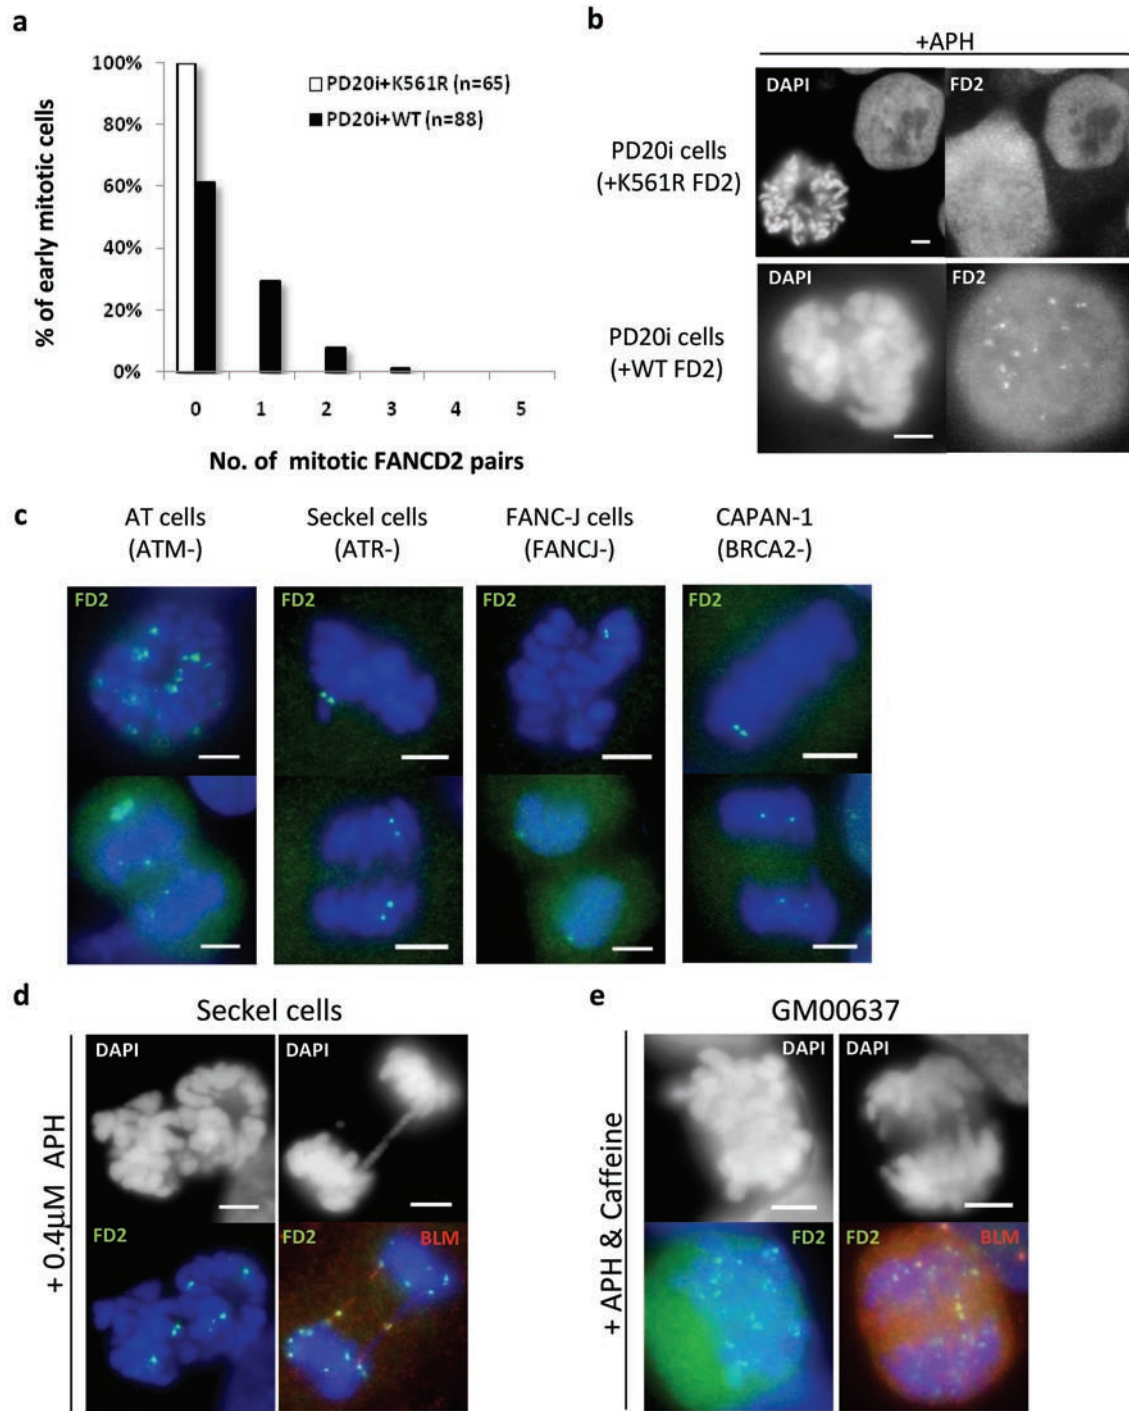 a
100%
80%
60%
40%
20%
0%
% of early mitotic cells
PD20i+K561R (n=65)
PD20i+WT (n=88)
0 1 2 3 4 5
No. of mitotic FANCD2 pairs
b
+APH
DAPI FD2
PD20i cells
(+K561R FD2)
DAPI FD2
PD20i cells
(+WT FD2)
c
AT cells
(ATM-)
Seckel cells
(ATR-)
FANC-J cells
(FANCJ-)
CAPAN-1
(BRCA2-)
FD2 FD2 FD2 FD2
d
Seckel cells
+ 0.4μM APH
DAPI DAPI
FD2 FD2 BLM
e
GM00637
+ APH & Caffeine
DAPI DAPI
FD2 FD2 BLM